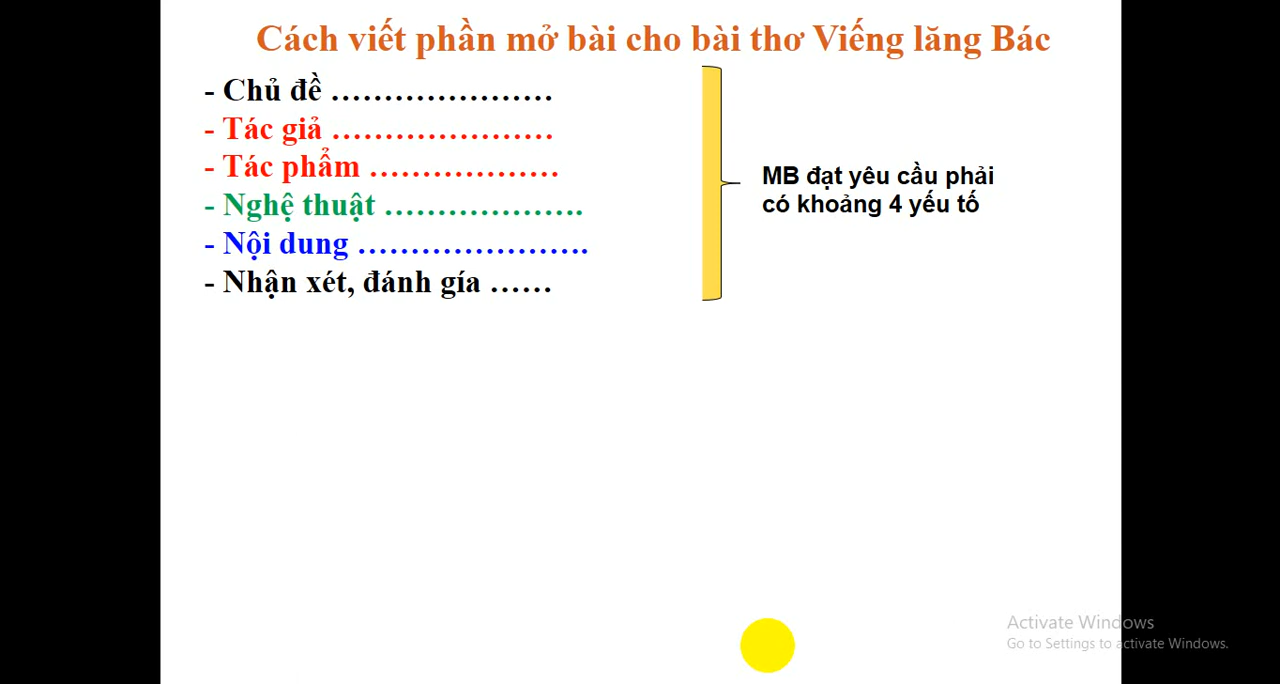 Cách viết phần mở bài cho bài thơ Viếng lăng Bác
- Chủ đề .....................
- Tác giả .....................
- Tác phẩm ..................
- Nghệ thuật ...................
- Nội dung ......................
- Nhận xét, đánh gía ......
MB đạt yêu cầu phải
có khoảng 4 yếu tố
Activate Windows
Go to Settings to activate Windows.